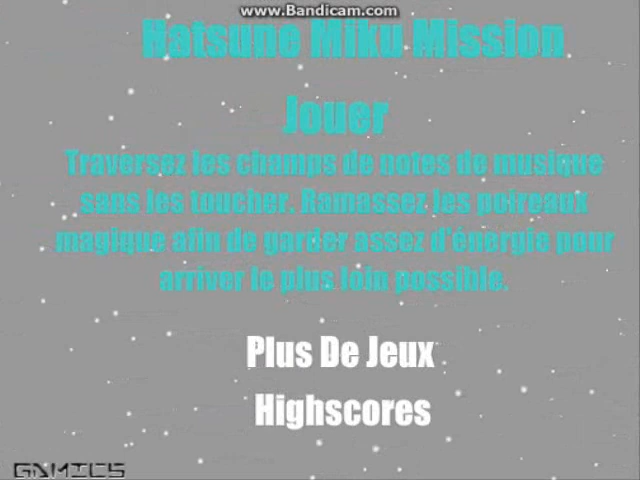 www.Bandicam.com
Hatsune Miku Mission
Jouer
Traversez les champs de notes de musique
sans les toucher. Ramassez les poireaux
magique afin de garder assez d'énergie pour
arriver le plus loin possible.
Plus De Jeux
Highscores
GAMICS